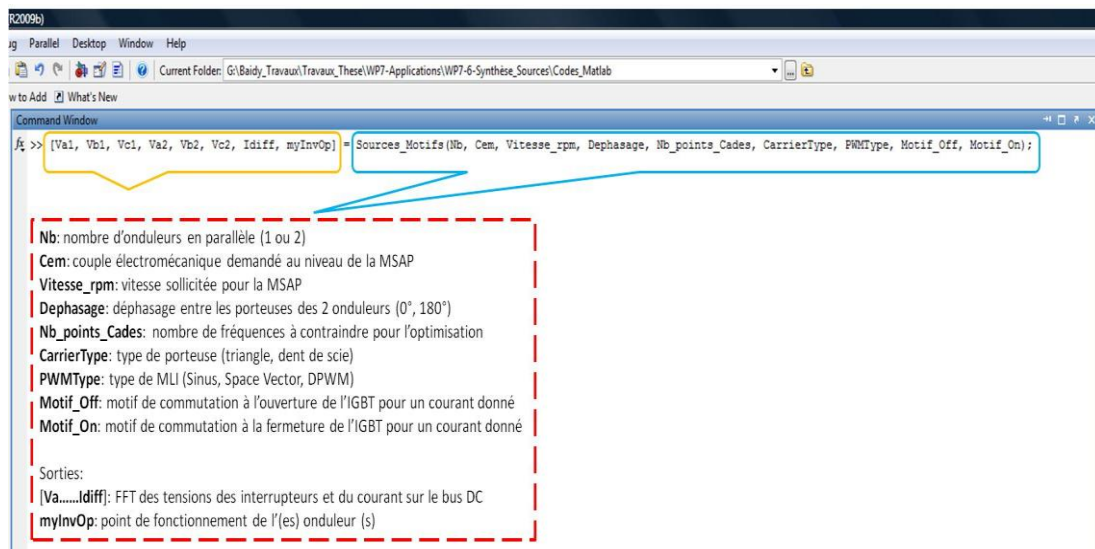 R2009b)
ug Parallel Desktop Window Help
Current Folder: G:\Baidy_Travaux\Travaux_These\WP7-Applications\WP7-6-Synthèse_Sources\Codes_Matlab
w to Add What's New
Command Window
fx >> [Va1, Vb1, Vc1, Va2, Vb2, Vc2, Idiff, myInvOp] = Sources_Motifs(Nb, Cem, Vitesse_rpm, Dephasage, Nb_points_Cades, CarrierType, PWMType, Motif_Off, Motif_On);
Nb: nombre d'onduleurs en parallèle (1 ou 2)
Cem: couple électromécanique demandé au niveau de la MSAP
Vitesse_rpm: vitesse sollicitée pour la MSAP
Dephasage: déphasage entre les porteuses des 2 onduleurs (0°, 180°)
Nb_points_Cades: nombre de fréquences à contraindre pour l'optimisation
CarrierType: type de porteuse (triangle, dent de scie)
PWMType: type de MLI (Sinus, Space Vector, DPWM)
Motif_Off: motif de commutation à l'ouverture de l'IGBT pour un courant donné
Motif_On: motif de commutation à la fermeture de l'IGBT pour un courant donné
Sorties:
[Va......Idiff]: FFT des tensions des interrupteurs et du courant sur le bus DC
myInvOp: point de fonctionnement de l'(es) onduleur (s)